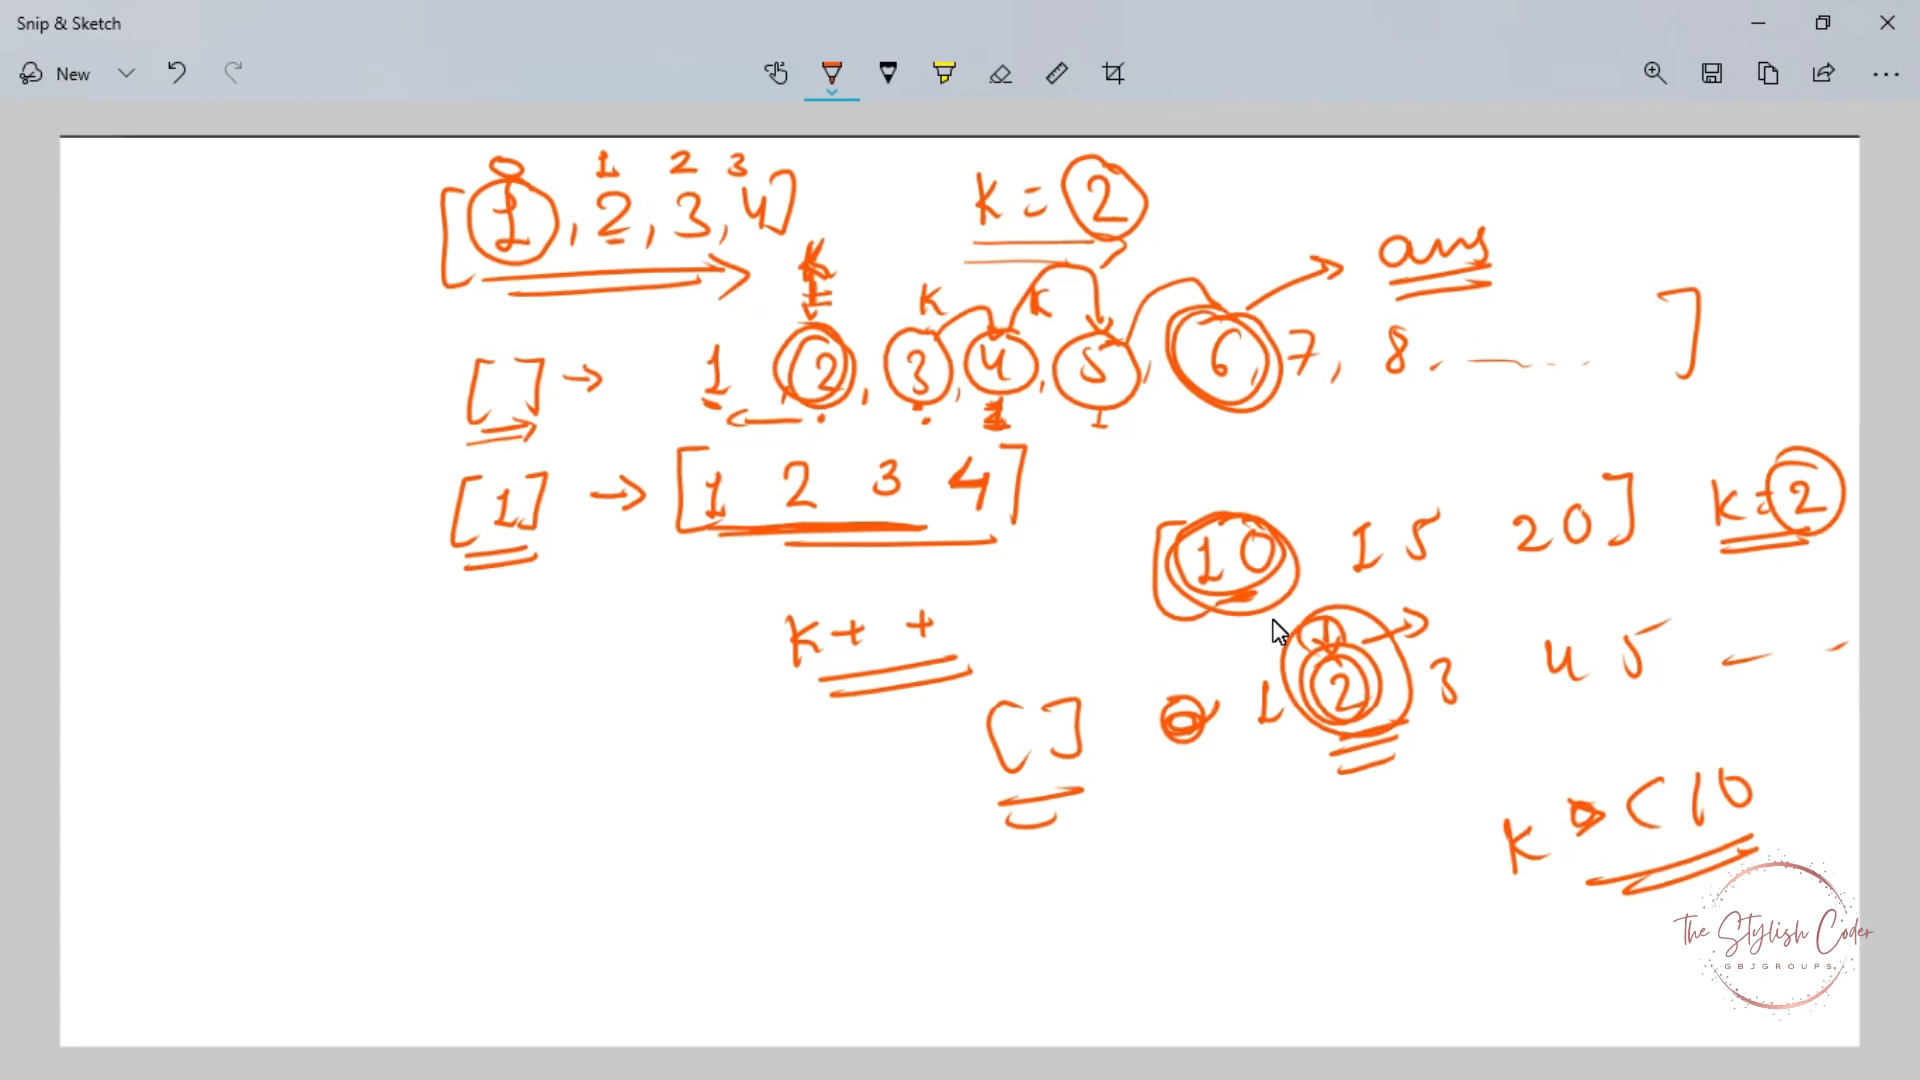 Snip & Sketch
New
1 2 3
[1, 2, 3, 4] K = 2
ans
K K
[ ] → 1 2, 3, 4, 5, 6, 7, 8, . — . . . ]
[1] → [1 2 3 4]
[10 15 20] K = 2
K + +
[ ] 1 2 3 4 5 - -
K < 10
The Stylish Coder
GBJGROUPS